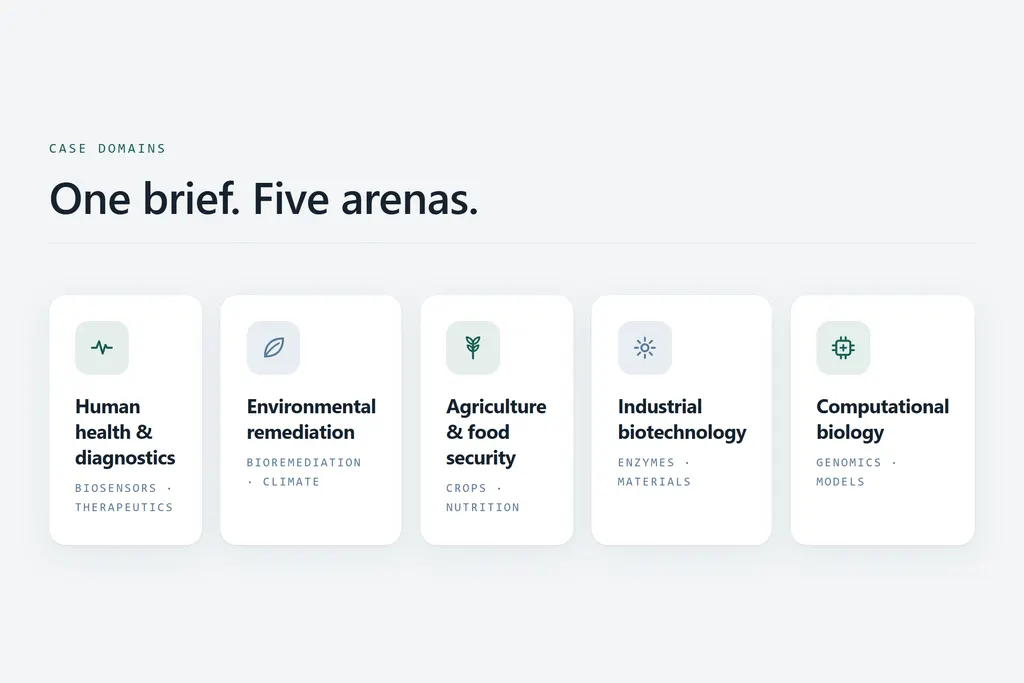 CASE DOMAINS
One brief. Five arenas.
Human
health &
diagnostics
BIOSENSORS ·
THERAPEUTICS
Environmental
remediation
BIOREMEDIATION
· CLIMATE
Agriculture
& food
security
CROPS ·
NUTRITION
Industrial
biotechnology
ENZYMES ·
MATERIALS
Computational
biology
GENOMICS ·
MODELS